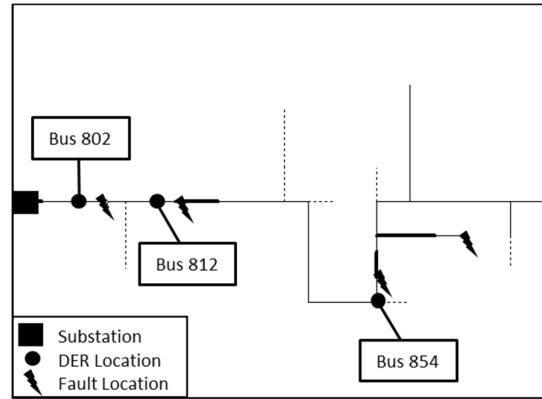 Bus 802
Bus 812
Bus 854
Substation
DER Location
Fault Location